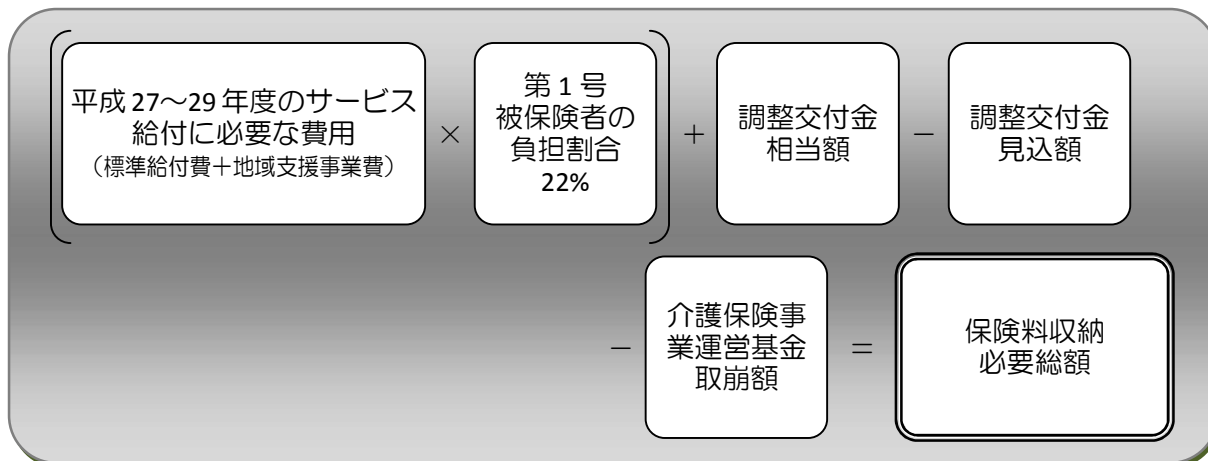 平成27～29年度のサービス
給付に必要な費用
（標準給付費＋地域支援事業費）
×
第1号
被保険者の
負担割合
22%
＋
調整交付金
相当額
－
調整交付金
見込額
－
介護保険事
業運営基金
取崩額
＝
保険料収納
必要総額